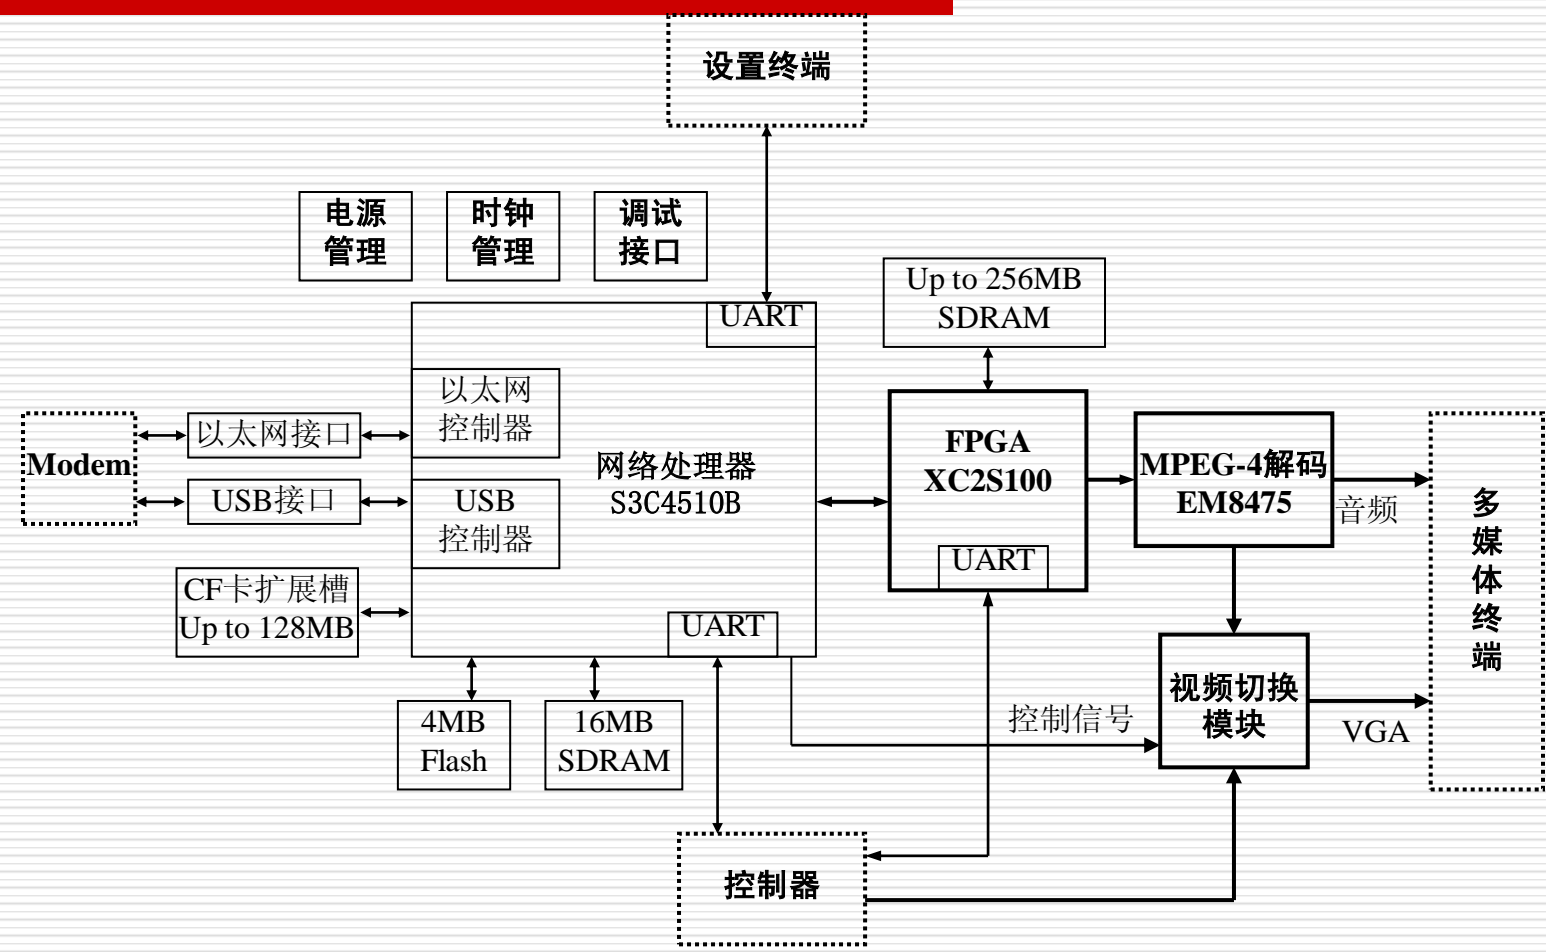 设置终端
电源
管理
时钟
管理
调试
接口
UART
Up to 256MB
SDRAM
以太网
控制器
以太网接口
Modem
USB接口
USB
控制器
网络处理器
S3C4510B
FPGA
XC2S100
UART
MPEG-4解码
EM8475
音频
多
媒
体
终
端
CF卡扩展槽
Up to 128MB
UART
4MB
Flash
16MB
SDRAM
控制信号
视频切换
模块
VGA
控制器